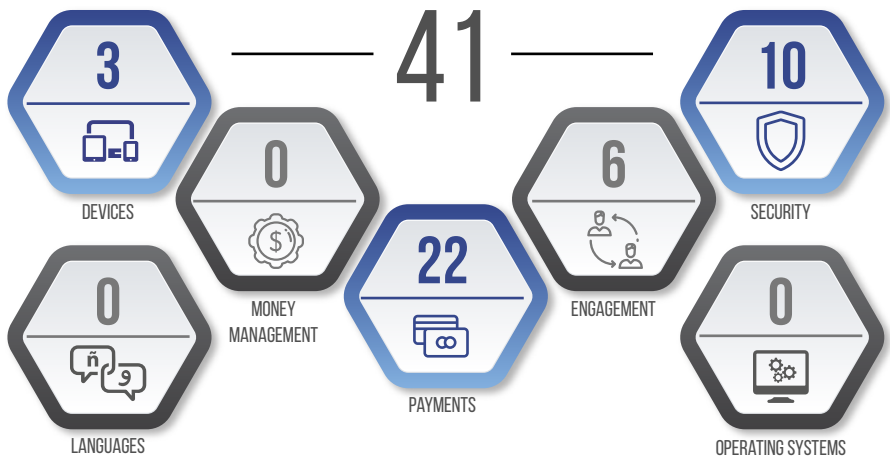 41
3
DEVICES
0
MONEY
MANAGEMENT
22
PAYMENTS
6
ENGAGEMENT
10
SECURITY
0
ñ
و
LANGUAGES
$
0
OPERATING SYSTEMS